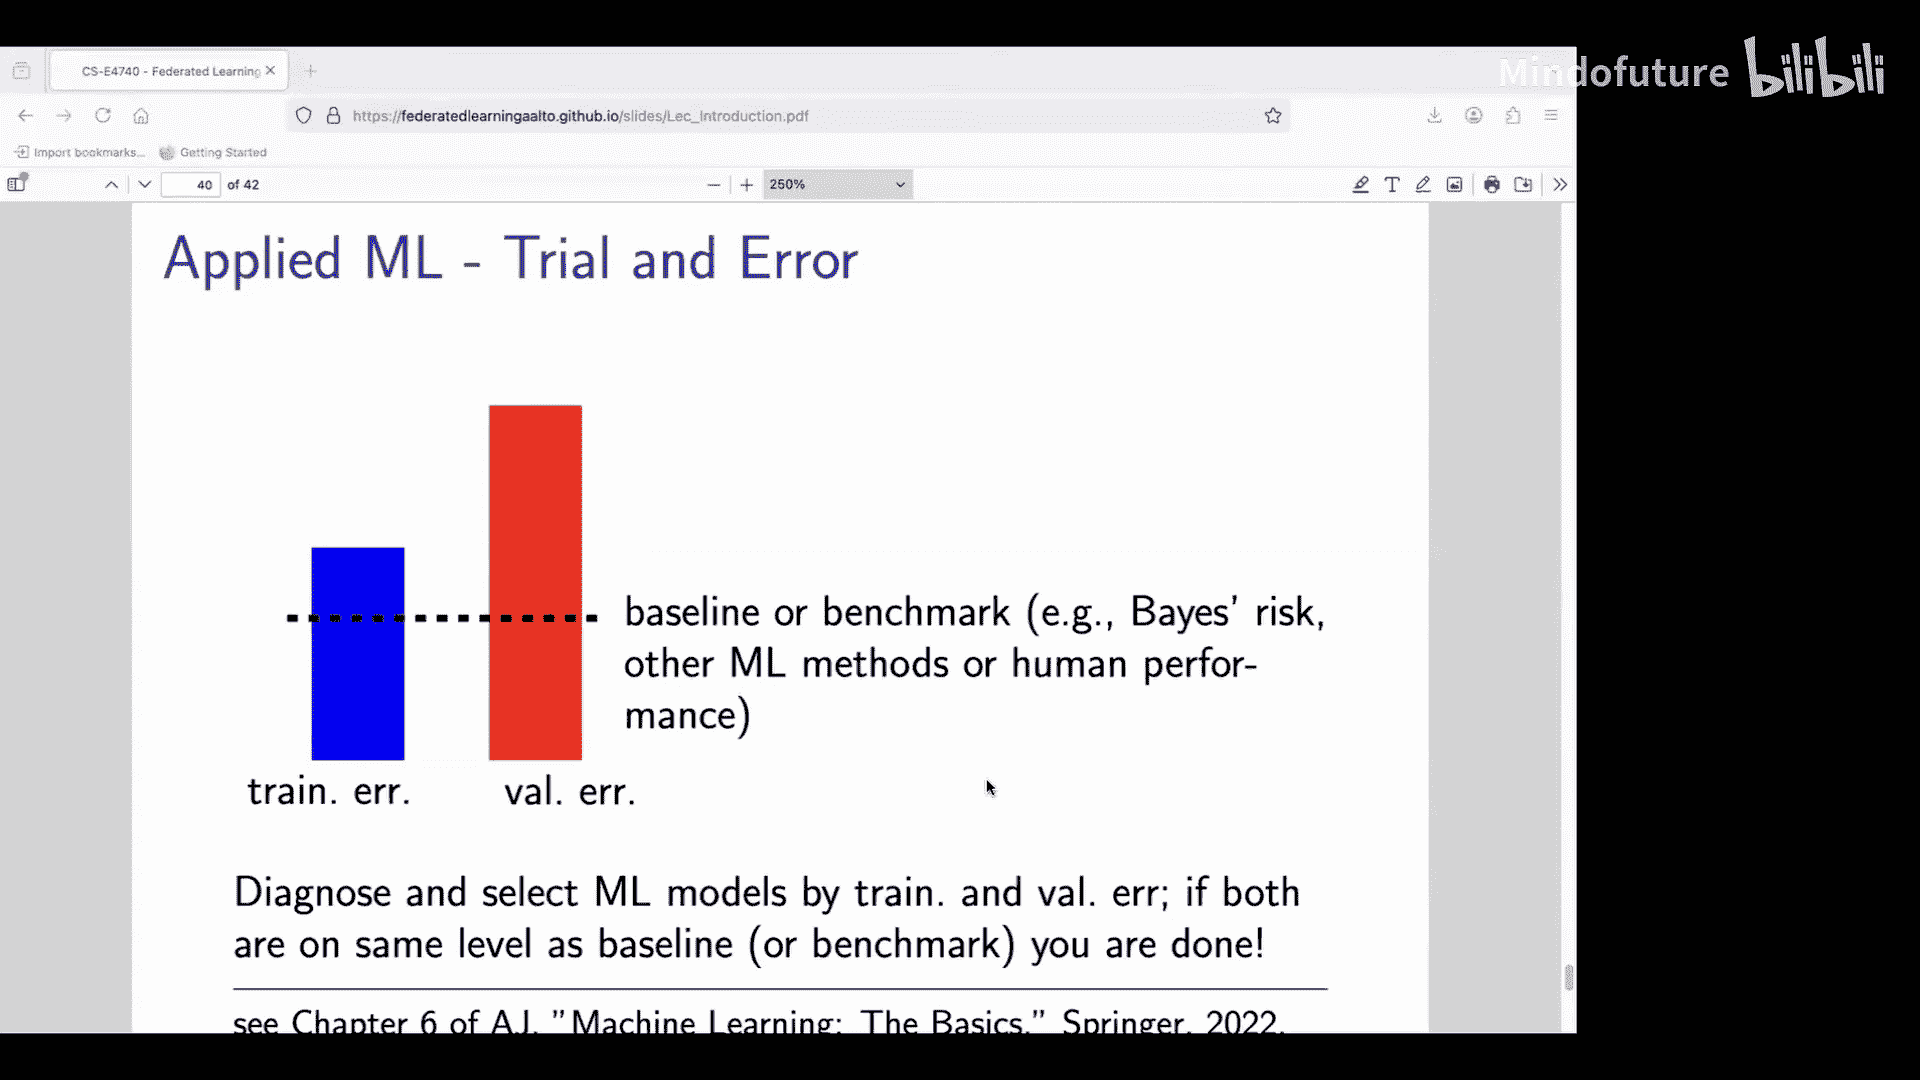 Mindofuture bilibili
CS-E4740 - Federated Learning
https://federatedlearningaalto.github.io/slides/Lec_Introduction.pdf
Import bookmarks... Getting Started
40 of 42
250%
Applied ML - Trial and Error
baseline or benchmark (e.g., Bayes' risk,
other ML methods or human perfor-
mance)
train. err. val. err.
Diagnose and select ML models by train. and val. err; if both
are on same level as baseline (or benchmark) you are done!
see Chapter 6 of AJ, "Machine Learning: The Basics," Springer, 2022.